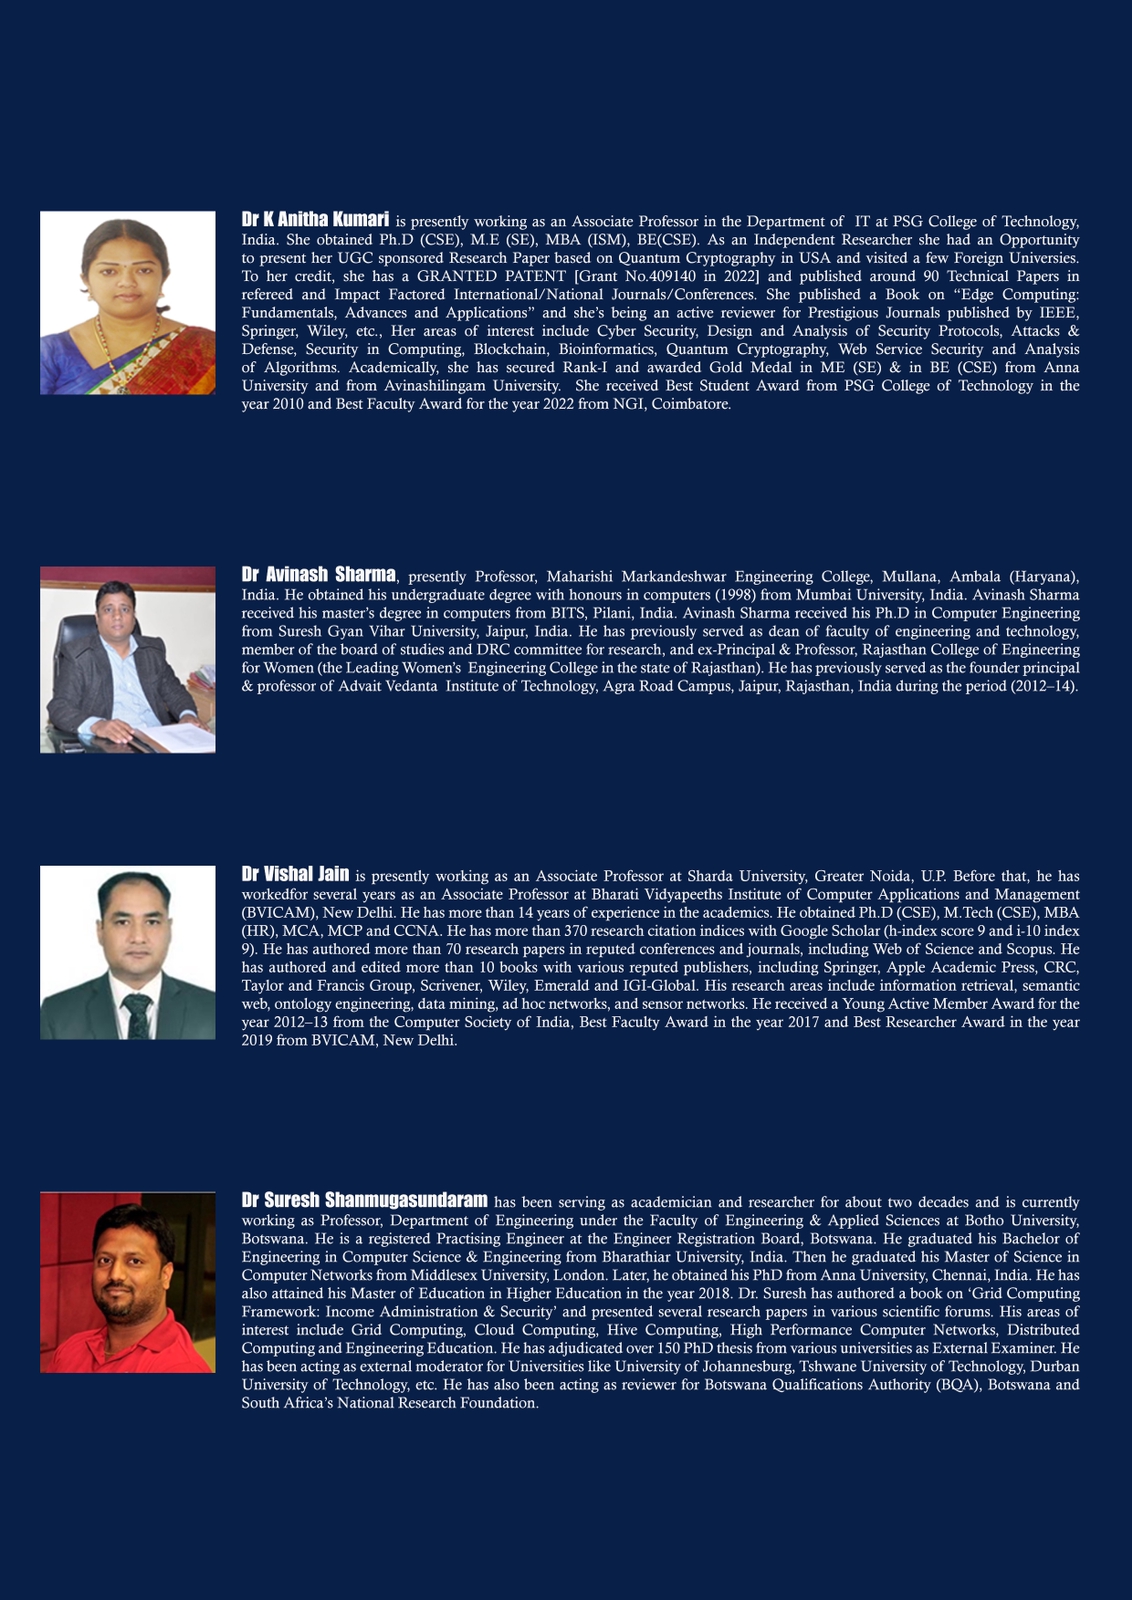 Dr K Anitha Kumari is presently working as an Associate Professor in the Department of IT at PSG College of Technology,
India. She obtained Ph.D (CSE), M.E (SE), MBA (ISM), BE(CSE). As an Independent Researcher she had an Opportunity
to present her UGC sponsored Research Paper based on Quantum Cryptography in USA and visited a few Foreign Universies.
To her credit, she has a GRANTED PATENT [Grant No.409140 in 2022] and published around 90 Technical Papers in
refereed and Impact Factored International/National Journals/Conferences. She published a Book on “Edge Computing:
Fundamentals, Advances and Applications” and she’s being an active reviewer for Prestigious Journals published by IEEE,
Springer, Wiley, etc., Her areas of interest include Cyber Security, Design and Analysis of Security Protocols, Attacks &
Defense, Security in Computing, Blockchain, Bioinformatics, Quantum Cryptography, Web Service Security and Analysis
of Algorithms. Academically, she has secured Rank-I and awarded Gold Medal in ME (SE) & in BE (CSE) from Anna
University and from Avinashilingam University. She received Best Student Award from PSG College of Technology in the
year 2010 and Best Faculty Award for the year 2022 from NGI, Coimbatore.
Dr Avinash Sharma, presently Professor, Maharishi Markandeshwar Engineering College, Mullana, Ambala (Haryana),
India. He obtained his undergraduate degree with honours in computers (1998) from Mumbai University, India. Avinash Sharma
received his master’s degree in computers from BITS, Pilani, India. Avinash Sharma received his Ph.D in Computer Engineering
from Suresh Gyan Vihar University, Jaipur, India. He has previously served as dean of faculty of engineering and technology,
member of the board of studies and DRC committee for research, and ex-Principal & Professor, Rajasthan College of Engineering
for Women (the Leading Women’s Engineering College in the state of Rajasthan). He has previously served as the founder principal
& professor of Advait Vedanta Institute of Technology, Agra Road Campus, Jaipur, Rajasthan, India during the period (2012–14).
Dr Vishal Jain is presently working as an Associate Professor at Sharda University, Greater Noida, U.P. Before that, he has
workedfor several years as an Associate Professor at Bharati Vidyapeeths Institute of Computer Applications and Management
(BVICAM), New Delhi. He has more than 14 years of experience in the academics. He obtained Ph.D (CSE), M.Tech (CSE), MBA
(HR), MCA, MCP and CCNA. He has more than 370 research citation indices with Google Scholar (h-index score 9 and i-10 index
9). He has authored more than 70 research papers in reputed conferences and journals, including Web of Science and Scopus. He
has authored and edited more than 10 books with various reputed publishers, including Springer, Apple Academic Press, CRC,
Taylor and Francis Group, Scrivener, Wiley, Emerald and IGI-Global. His research areas include information retrieval, semantic
web, ontology engineering, data mining, ad hoc networks, and sensor networks. He received a Young Active Member Award for the
year 2012–13 from the Computer Society of India, Best Faculty Award in the year 2017 and Best Researcher Award in the year
2019 from BVICAM, New Delhi.
Dr Suresh Shanmugasundaram has been serving as academician and researcher for about two decades and is currently
working as Professor, Department of Engineering under the Faculty of Engineering & Applied Sciences at Botho University,
Botswana. He is a registered Practising Engineer at the Engineer Registration Board, Botswana. He graduated his Bachelor of
Engineering in Computer Science & Engineering from Bharathiar University, India. Then he graduated his Master of Science in
Computer Networks from Middlesex University, London. Later, he obtained his PhD from Anna University, Chennai, India. He has
also attained his Master of Education in Higher Education in the year 2018. Dr. Suresh has authored a book on ‘Grid Computing
Framework: Income Administration & Security’ and presented several research papers in various scientific forums. His areas of
interest include Grid Computing, Cloud Computing, Hive Computing, High Performance Computer Networks, Distributed
Computing and Engineering Education. He has adjudicated over 150 PhD thesis from various universities as External Examiner. He
has been acting as external moderator for Universities like University of Johannesburg, Tshwane University of Technology, Durban
University of Technology, etc. He has also been acting as reviewer for Botswana Qualifications Authority (BQA), Botswana and
South Africa’s National Research Foundation.